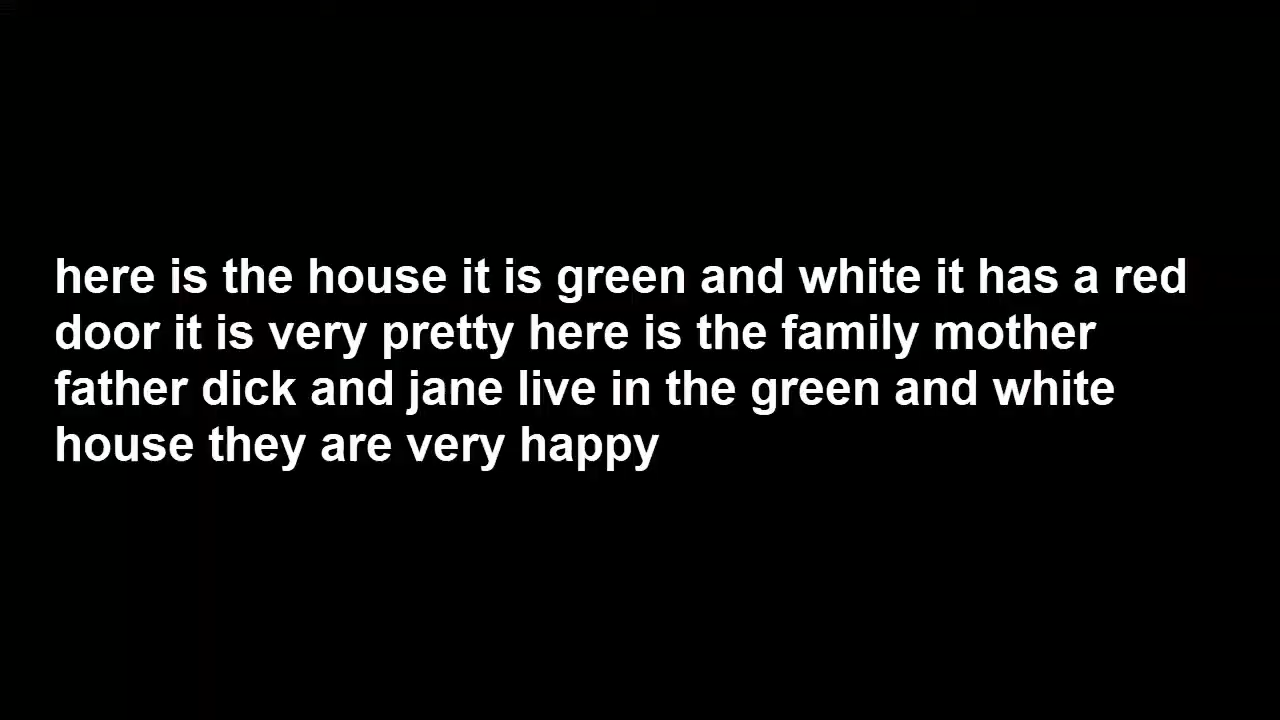 here is the house it is green and white it has a red
door it is very pretty here is the family mother
father dick and jane live in the green and white
house they are very happy